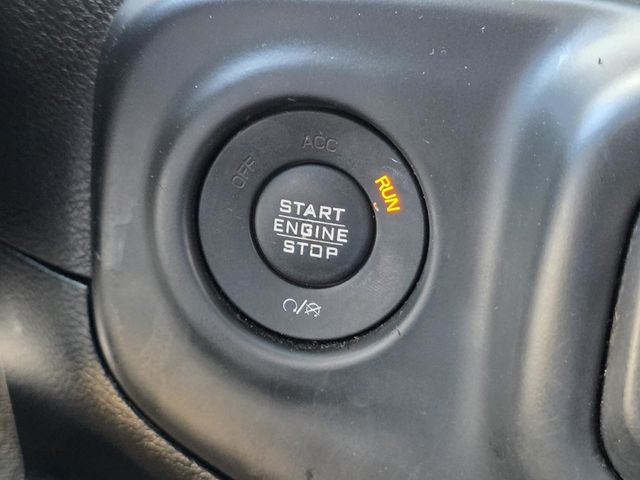 OFF
ACC
RUN
START
ENGINE
STOP